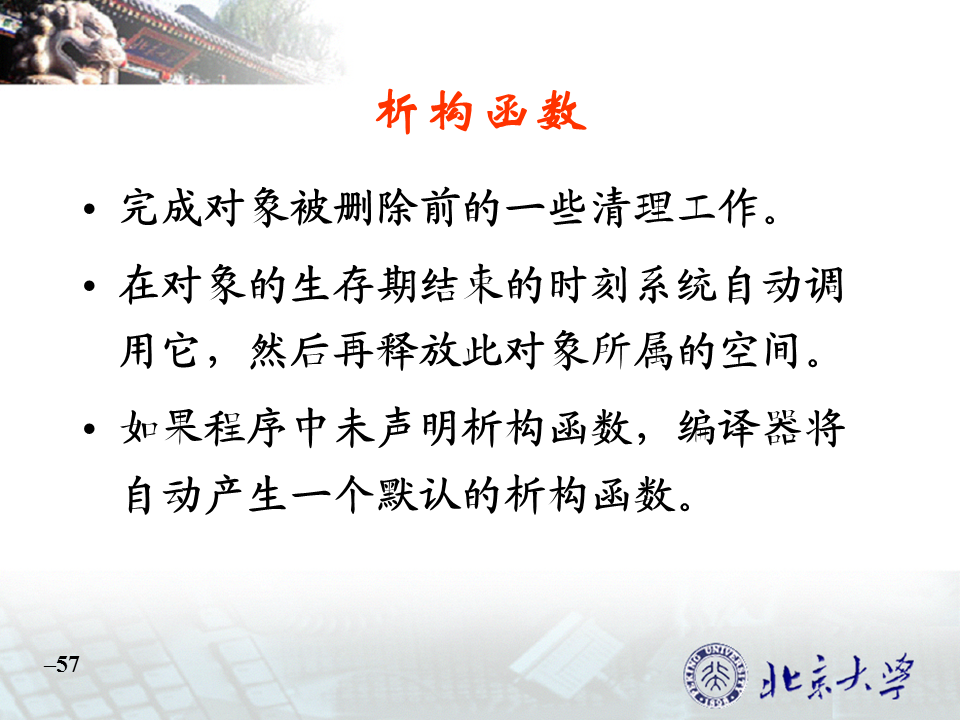 析构函数
• 完成对象被删除前的一些清理工作。
• 在对象的生存期结束的时刻系统自动调
用它，然后再释放此对象所属的空间。
• 如果程序中未声明析构函数，编译器将
自动产生一个默认的析构函数。
–57
PEKING UNIVERSITY
1898
北京大学